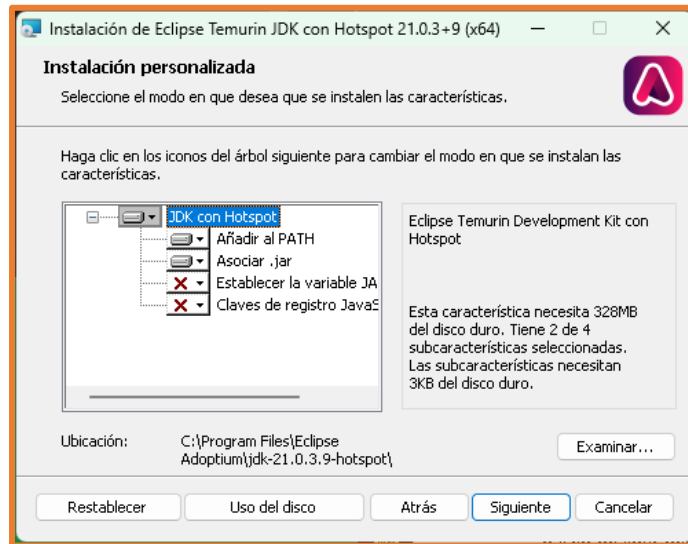 Instalación de Eclipse Temurin JDK con Hotspot 21.0.3+9 (x64)
Instalación personalizada
Seleccione el modo en que desea que se instalen las características.
Haga clic en los iconos del árbol siguiente para cambiar el modo en que se instalan las
características.
JDK con Hotspot
Añadir al PATH
Asociar .jar
Establecer la variable JA
Claves de registro JavaS
Eclipse Temurin Development Kit con
Hotspot
Esta característica necesita 328MB
del disco duro. Tiene 2 de 4
subcaracterísticas seleccionadas.
Las subcaracterísticas necesitan
3KB del disco duro.
Ubicación:
C:\Program Files\Eclipse
Adoptium\jdk-21.0.3.9-hotspot\
Examinar...
Restablecer
Uso del disco
Atrás
Siguiente
Cancelar